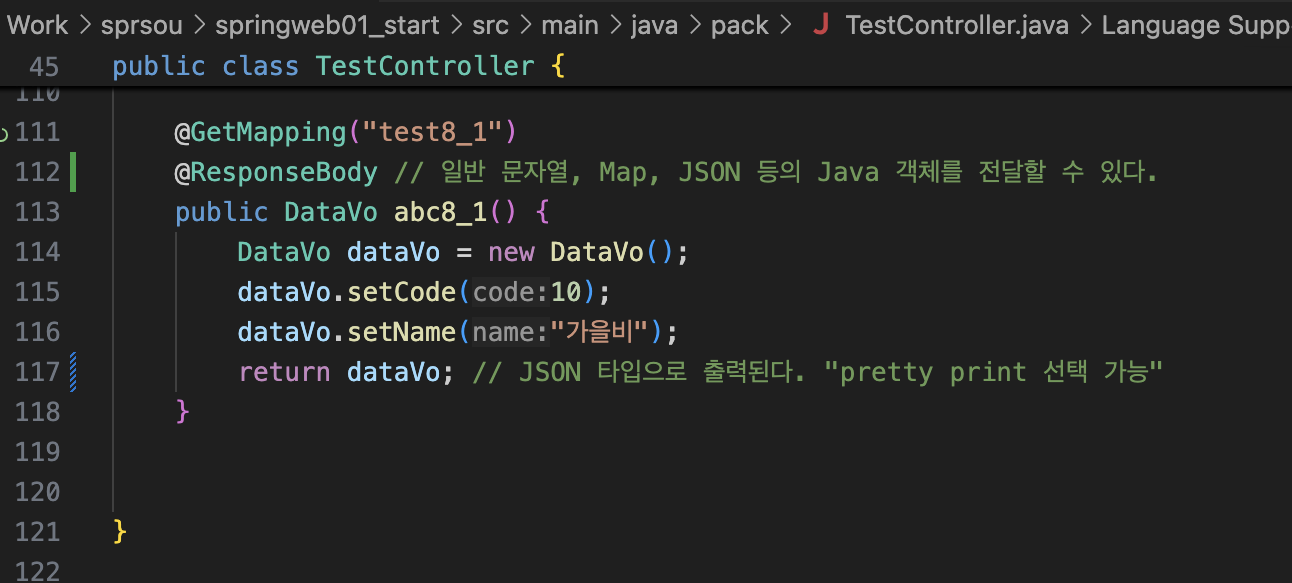 Work > sprsou > springweb01_start > src > main > java > pack > J TestController.java > Language Supp
45 public class TestController {
110
111 @GetMapping("test8_1")
112 @ResponseBody // 일반 문자열, Map, JSON 등의 Java 객체를 전달할 수 있다.
113 public DataVo abc8_1() {
114 DataVo dataVo = new DataVo();
115 dataVo.setCode(code:10);
116 dataVo.setName(name:"가을비");
117 return dataVo; // JSON 타입으로 출력된다. "pretty print 선택 가능"
118 }
119
120
121 }
122